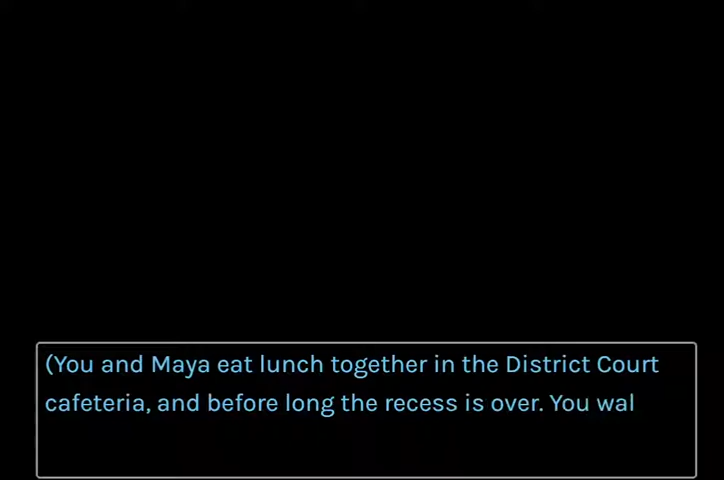 (You and Maya eat lunch together in the District Court
cafeteria, and before long the recess is over. You wal